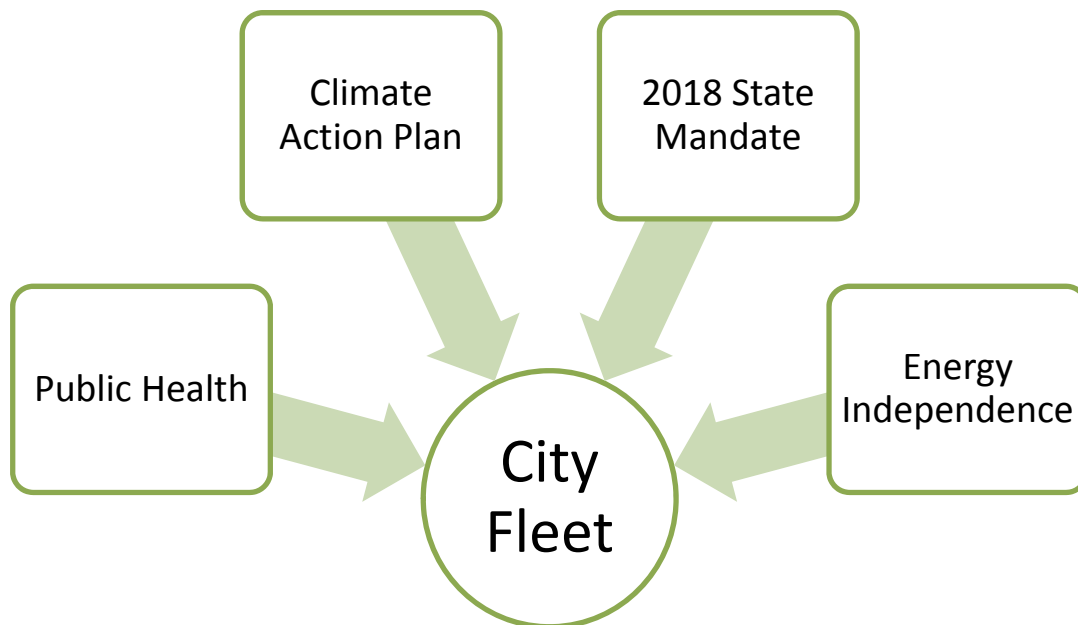 Climate
Action Plan
2018 State
Mandate
Public Health
Energy
Independence
City
Fleet